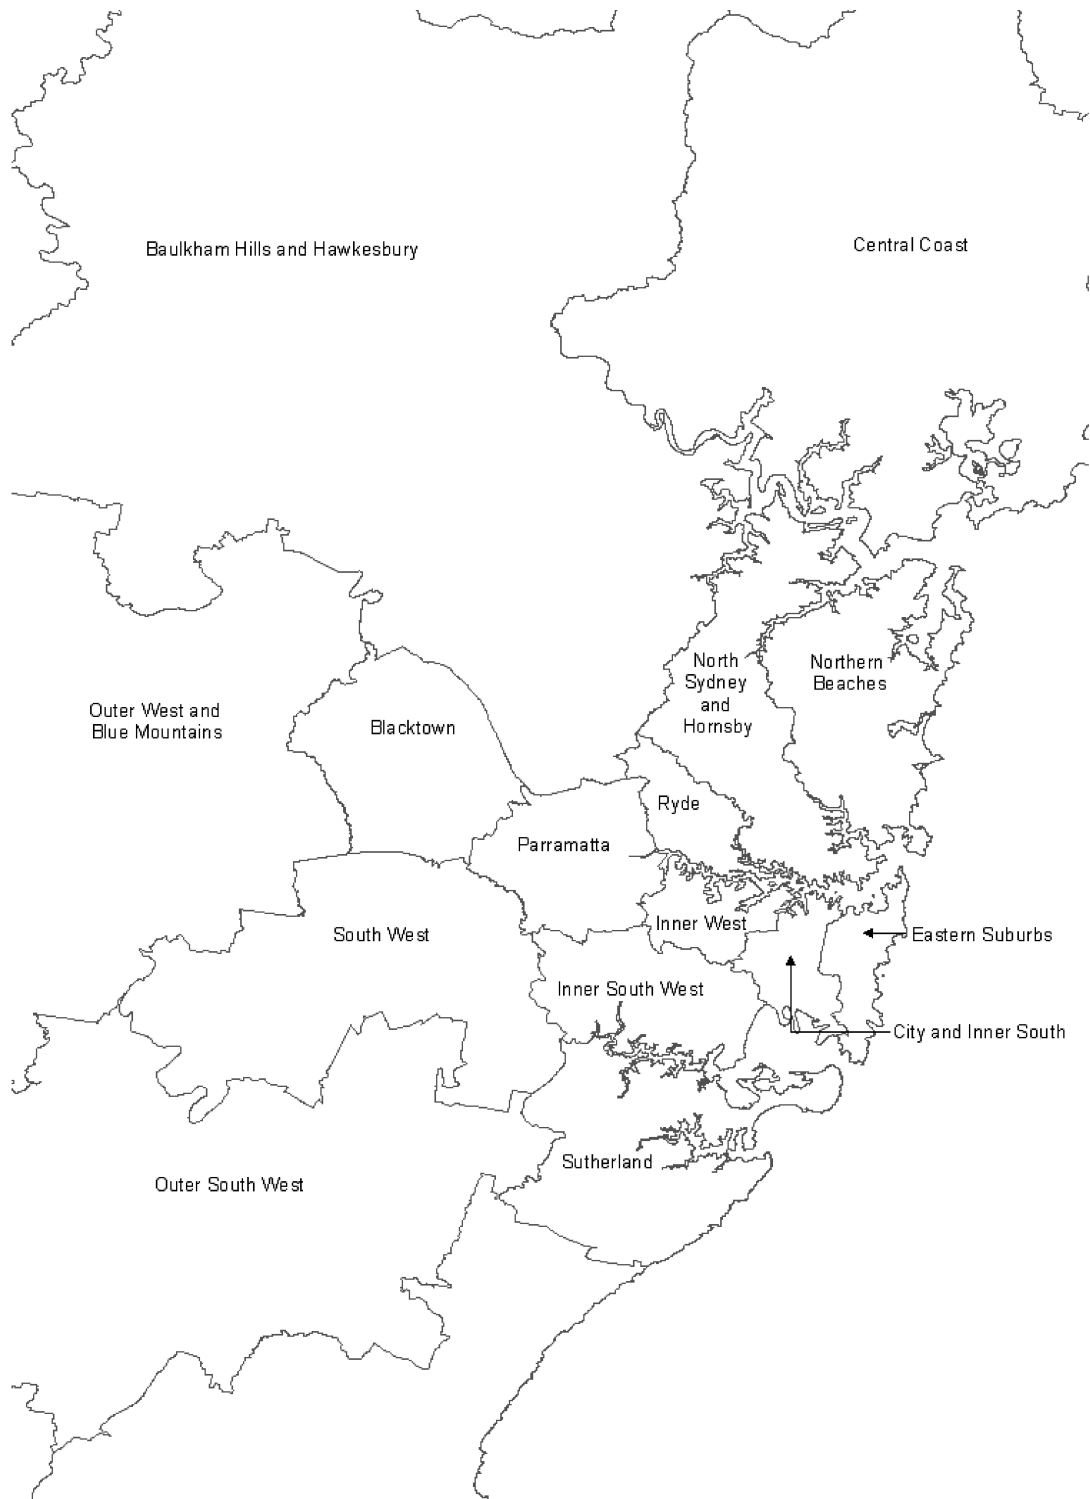 Baulkham Hills and Hawkesbury
Central Coast
North
Sydney
and
Hornsby
Northern
Beaches
Outer West and
Blue Mountains
Blacktown
Ryde
Parramatta
Inner West
South West
Eastern Suburbs
Inner South West
City and Inner South
Sutherland
Outer South West